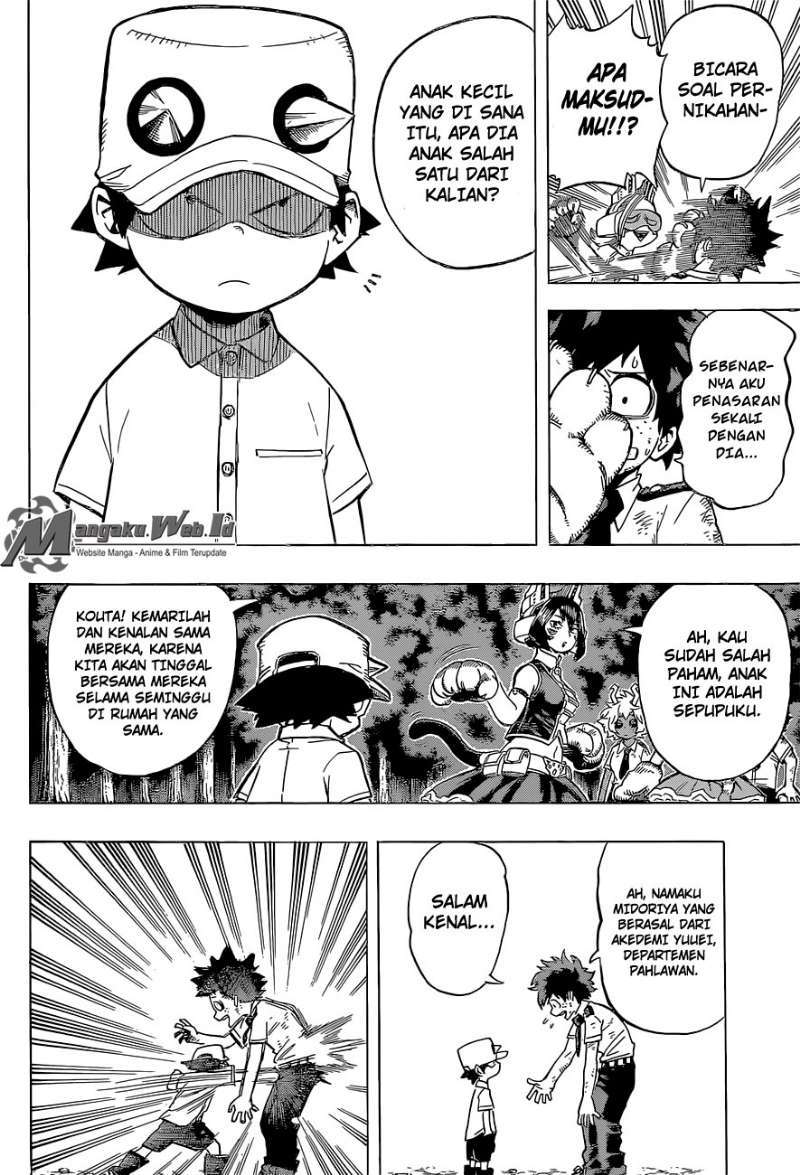 BICARA
SOAL PER-
NIKAHAN-
APA
MAKSUD-
MU!!?
ANAK KECIL
YANG DI SANA
ITU, APA DIA
ANAK SALAH
SATU DARI
KALIAN?
SEBENAR-
NYA AKU
PENASARAN
SEKALI
DENGAN
DIA...
Mangaku.Web.Id
Website Manga - Anime & Film Terupdate
AH, KAU
SUDAH SALAH
PAHAM, ANAK
INI ADALAH
SEPUPUKU.
KOUTA! KEMARILAH
DAN KENALAN SAMA
MEREKA, KARENA
KITA AKAN TINGGAL
BERSAMA MEREKA
SELAMA SEMINGGU
DI RUMAH YANG
SAMA.
AH, NAMAKU
MIDORIYA YANG
BERASAL DARI
AKEDEMI YUUEI,
DEPARTEMEN
PAHLAWAN.
SALAM
KENAL...